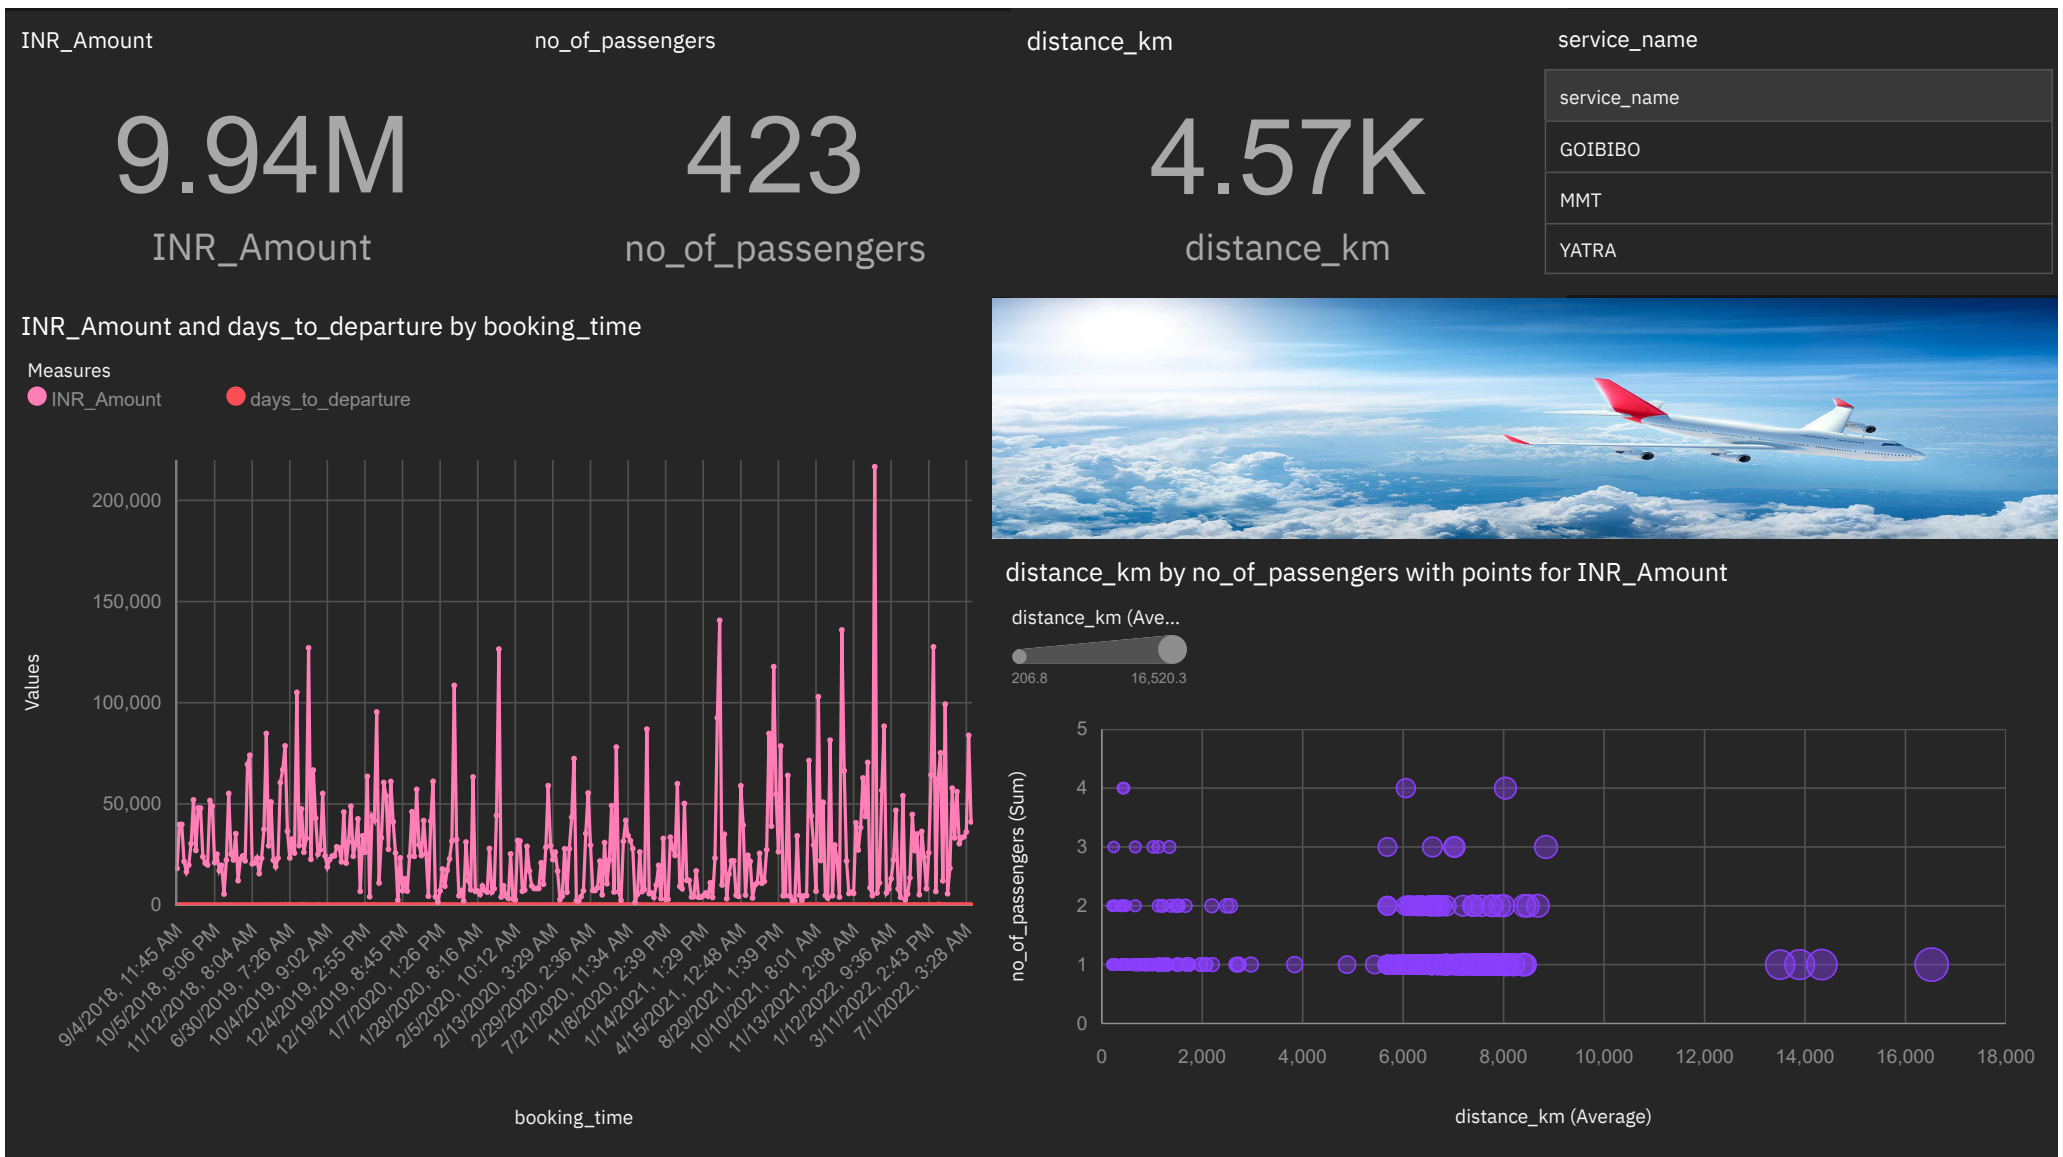 INR_Amount
no_of_passengers
distance_km
service_name
9.94M
INR_Amount
423
no_of_passengers
4.57K
distance_km
service_name
GOIBIBO
MMT
YATRA
INR_Amount and days_to_departure by booking_time
Measures
INR_Amount
days_to_departure
Values
200,000
150,000
100,000
50,000
0
9/4/2018, 11:45 AM
10/5/2018, 9:06 PM
11/12/2018, 8:04 AM
6/30/2019, 7:26 AM
10/4/2019, 9:02 AM
12/4/2019, 2:55 PM
12/19/2019, 8:45 PM
1/7/2020, 1:26 PM
1/28/2020, 8:16 AM
2/5/2020, 10:12 AM
2/13/2020, 3:29 AM
2/29/2020, 2:36 AM
7/21/2020, 11:34 AM
11/8/2020, 2:39 PM
1/14/2021, 1:29 PM
4/15/2021, 12:48 AM
8/29/2021, 1:39 PM
10/10/2021, 8:01 AM
11/13/2021, 2:08 AM
1/12/2022, 9:36 AM
3/11/2022, 2:43 PM
7/1/2022, 3:28 AM
booking_time
distance_km by no_of_passengers with points for INR_Amount
distance_km (Ave...
206.8
16,520.3
no_of_passengers (Sum)
5
4
3
2
1
0
0
2,000
4,000
6,000
8,000
10,000
12,000
14,000
16,000
18,000
distance_km (Average)